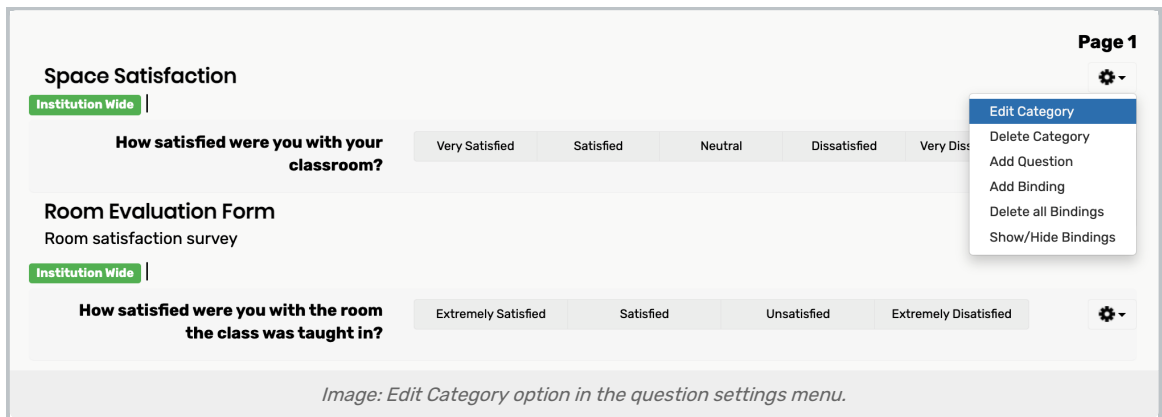 Page 1
Space Satisfaction
Institution Wide
Edit Category
Delete Category
Add Question
Add Binding
Delete all Bindings
Show/Hide Bindings
How satisfied were you with your
classroom?
Very Satisfied Satisfied Neutral Dissatisfied Very Diss
Room Evaluation Form
Room satisfaction survey
Institution Wide
How satisfied were you with the room
the class was taught in?
Extremely Satisfied Satisfied Unsatisfied Extremely Disatisfied
Image: Edit Category option in the question settings menu.